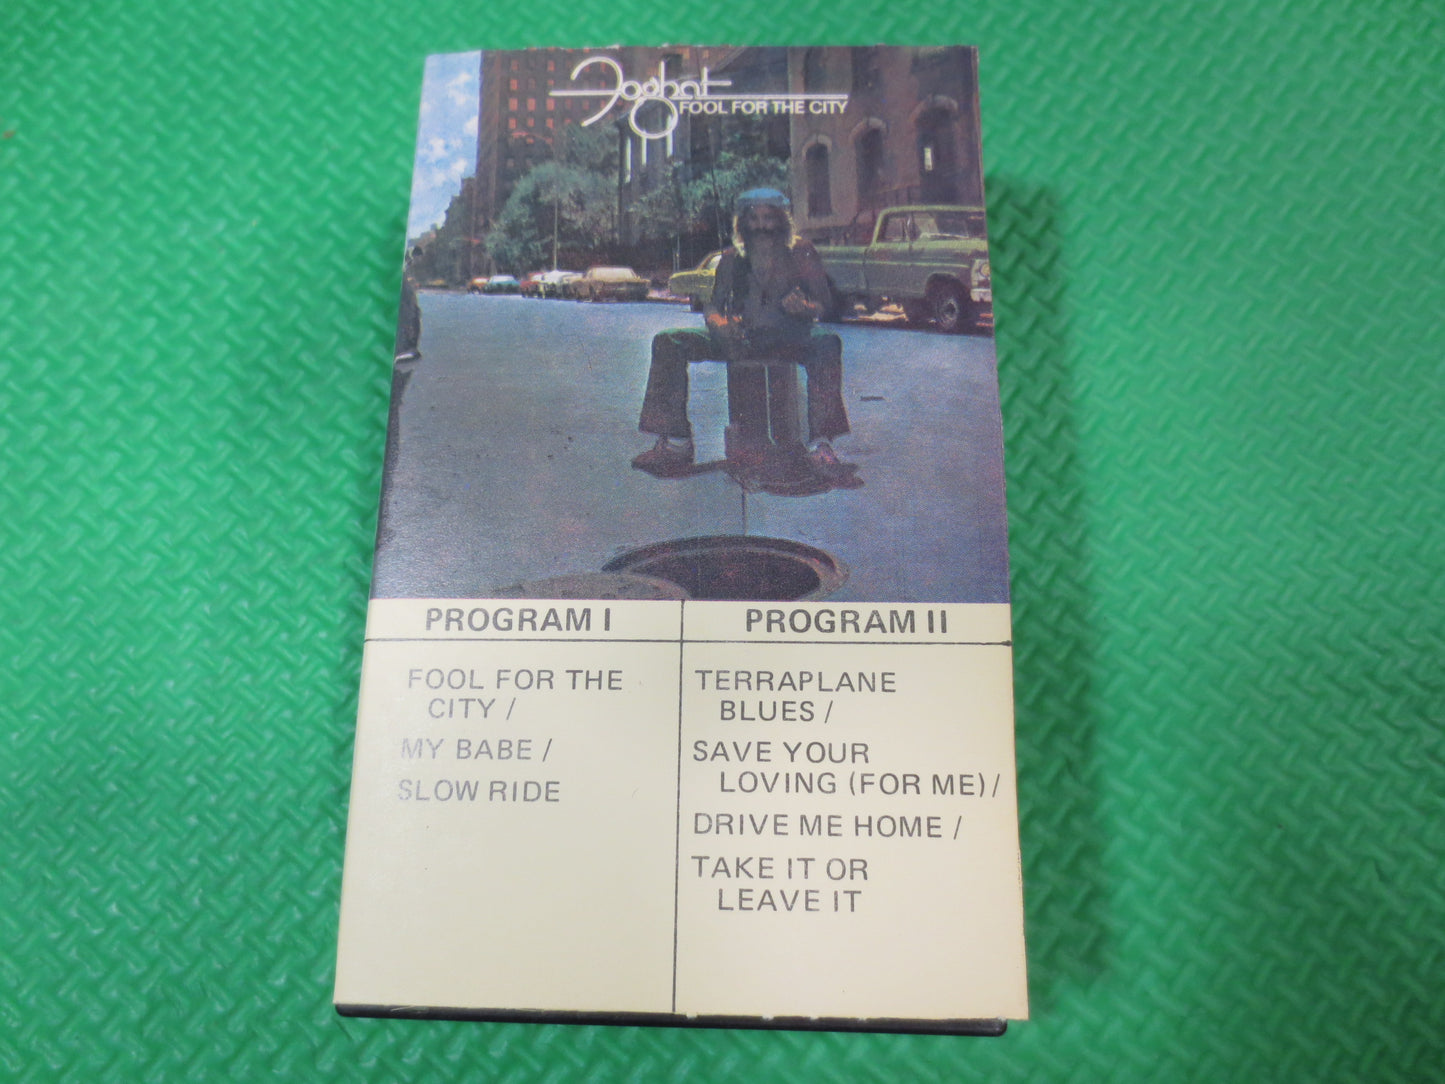 Foghat
FOOL FOR THE CITY
PROGRAM I
FOOL FOR THE
CITY /
MY BABE /
SLOW RIDE
PROGRAM II
TERRAPLANE
BLUES /
SAVE YOUR
LOVING (FOR ME) /
DRIVE ME HOME /
TAKE IT OR
LEAVE IT